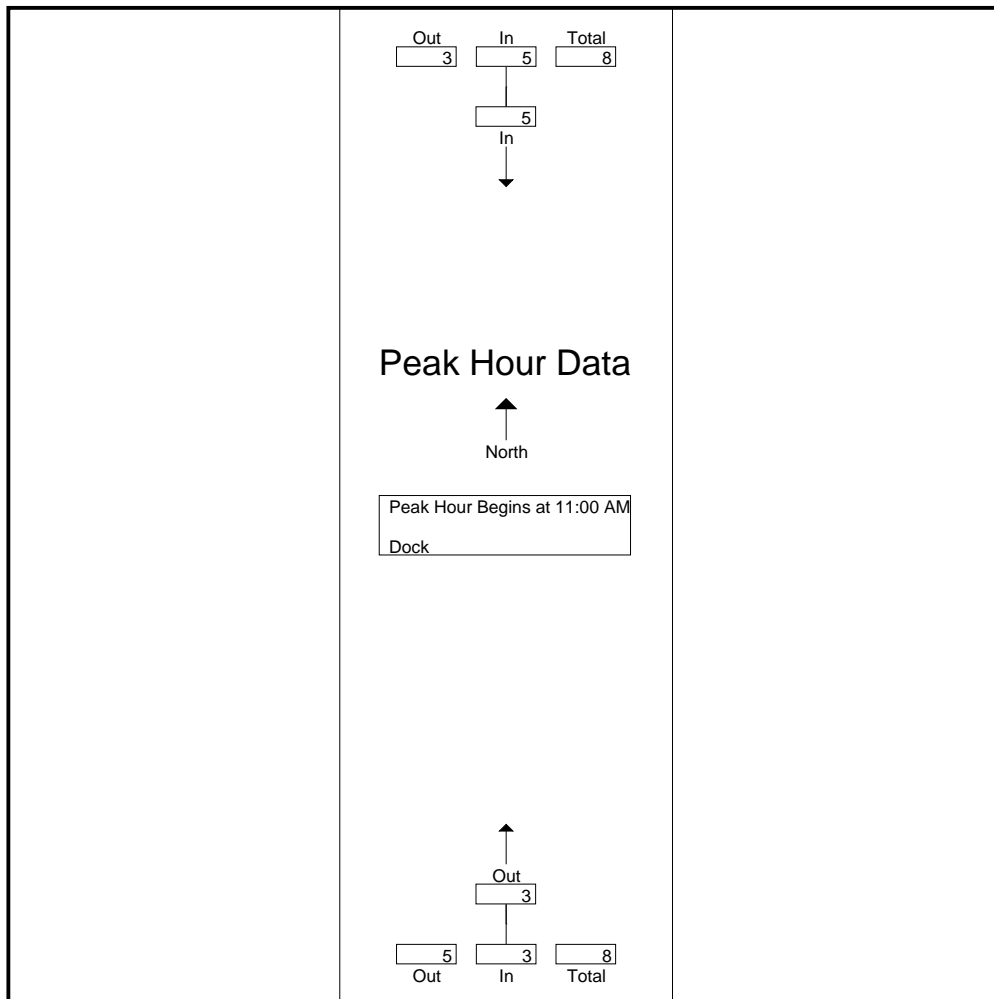 Out In Total
3 5 8
5
In
Peak Hour Data
North
Peak Hour Begins at 11:00 AM
Dock
Out
3
5 3 8
Out In Total